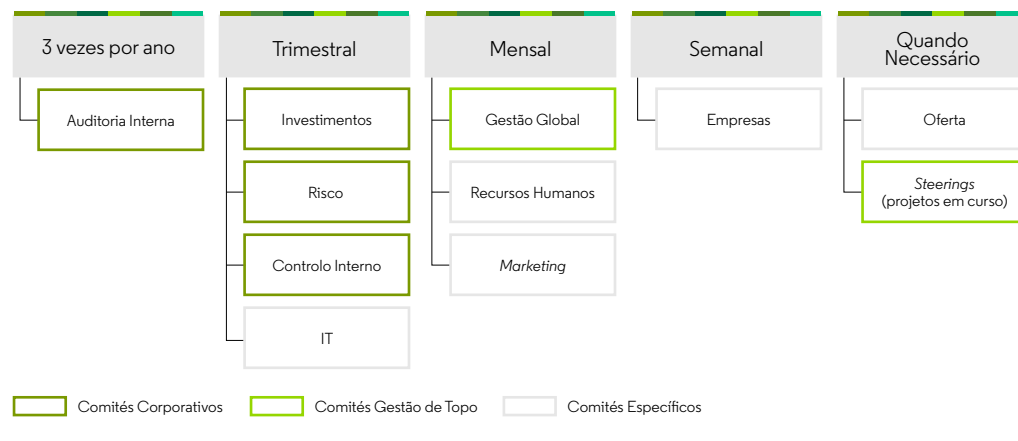 3 vezes por ano
Trimestral
Mensal
Semanal
Quando
Necessário
Auditoria Interna
Investimentos
Gestão Global
Empresas
Oferta
Risco
Recursos Humanos
Steerings
(projetos em curso)
Controlo Interno
Marketing
IT
Comités Corporativos
Comités Gestão de Topo
Comités Específicos